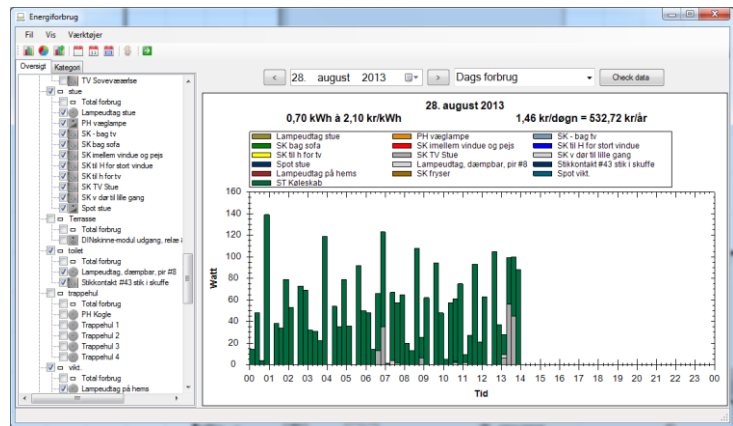 Energiforbrug
Fil Vis Værktøjer
Oversigt Kategori
TV Soveværelse
stue
Total forbrug
Lampeudtag stue
PH væglampe
SK - bag tv
SK bag sofa
SK imellem vindue og pejs
SK til H for stort vindue
SK til h for tv
SK TV Stue
SK v dør til lille gang
Spot stue
Terrasse
Total forbrug
DINskinne-modul udgang, relæ
toilet
Total forbrug
Lampeudtag, dæmpbar, pir #8
Stikkontakt #43 stik i skuffe
trappehul
Total forbrug
PH Kogle
Trappehul 1
Trappehul 2
Trappehul 3
Trappehul 4
vikt.
Total forbrug
Lampeudtag på hems
< 28. august 2013 > Dags forbrug Check data
28. august 2013
0,70 kWh à 2,10 kr/kWh 1,46 kr/døgn = 532,72 kr/år
Lampeudtag stue PH væglampe SK - bag tv
SK bag sofa SK imellem vindue og pejs SK til H for stort vindue
SK til h for tv SK TV Stue SK v dør til lille gang
Spot stue Lampeudtag, dæmpbar, pir #8 Stikkontakt #43 stik i skuffe
Lampeudtag på hems SK fryser Spot vikt.
ST Køleskab
160
140
120
100
80
60
40
20
0
Watt
00 01 02 03 04 05 06 07 08 09 10 11 12 13 14 15 16 17 18 19 20 21 22 23 00
Tid